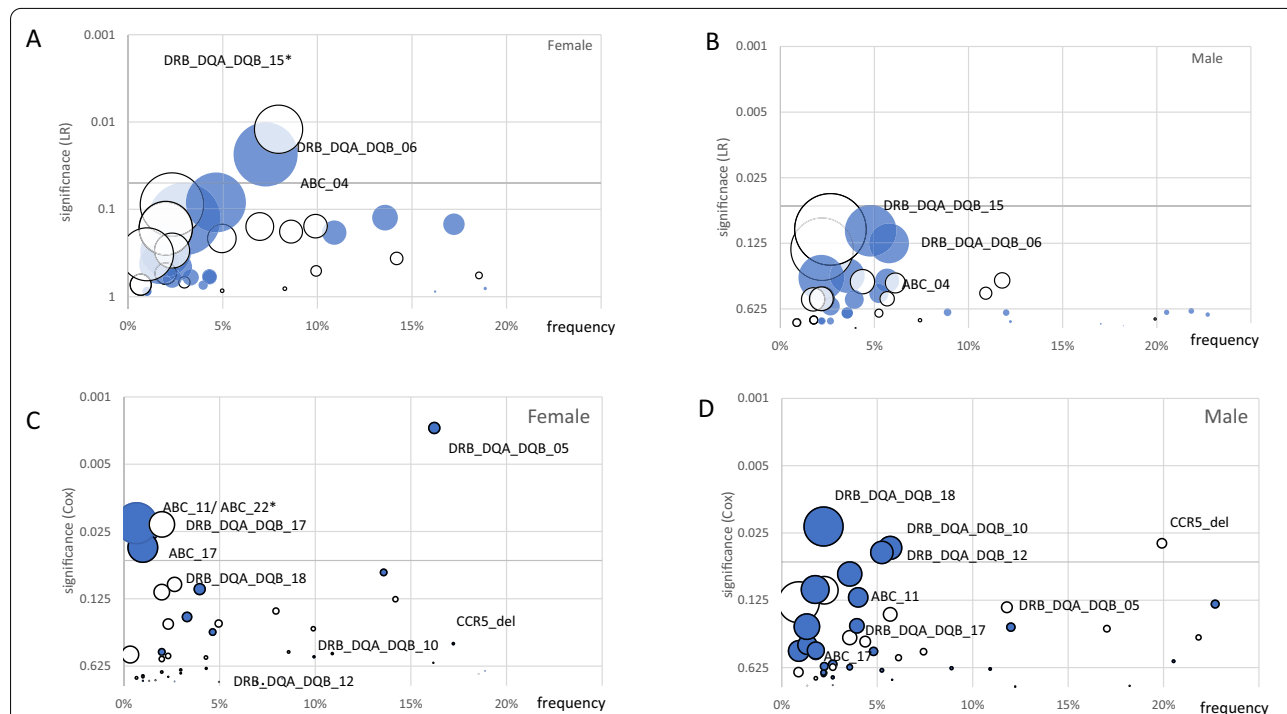 A
Female
0.001
DRB_DQA_DQB_15*
0.01
DRB_DQA_DQB_06
ABC_04
0.1
1
significnace (LR)
0% 5% 10% 15% 20% frequency
B
Male
0.001
0.005
0.025
DRB_DQA_DQB_15
0.125
DRB_DQA_DQB_06
ABC_04
0.625
significnace (LR)
0% 5% 10% 15% 20% frequency
C
Female
0.001
DRB_DQA_DQB_05
0.005
ABC_11/ ABC_22*
0.025
DRB_DQA_DQB_17
ABC_17
DRB_DQA_DQB_18
0.125
CCR5_del
DRB_DQA_DQB_10
0.625
DRB_DQA_DQB_12
significance (Cox)
0% 5% 10% 15% 20% frequency
D
Male
0.001
0.005
DRB_DQA_DQB_18
CCR5_del
0.025
DRB_DQA_DQB_10
DRB_DQA_DQB_12
0.125
ABC_11
DRB_DQA_DQB_05
DRB_DQA_DQB_17
ABC_17
0.625
significance (Cox)
0% 5% 10% 15% 20% frequency